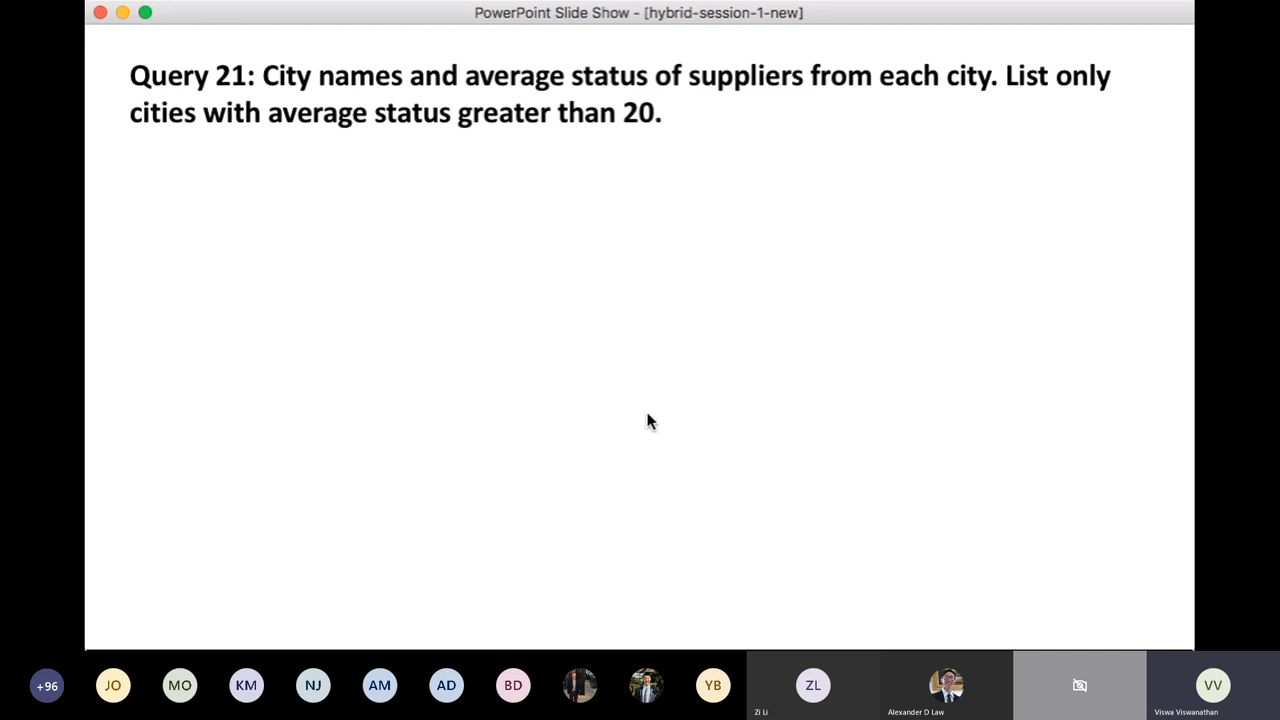 PowerPoint Slide Show - [hybrid-session-1-new]
Query 21: City names and average status of suppliers from each city. List only
cities with average status greater than 20.
+96
JO
MO
KM
NJ
AM
AD
BD
YB
ZL
VV
Zi Li
Alexander D Law
Viswa Viswanathan